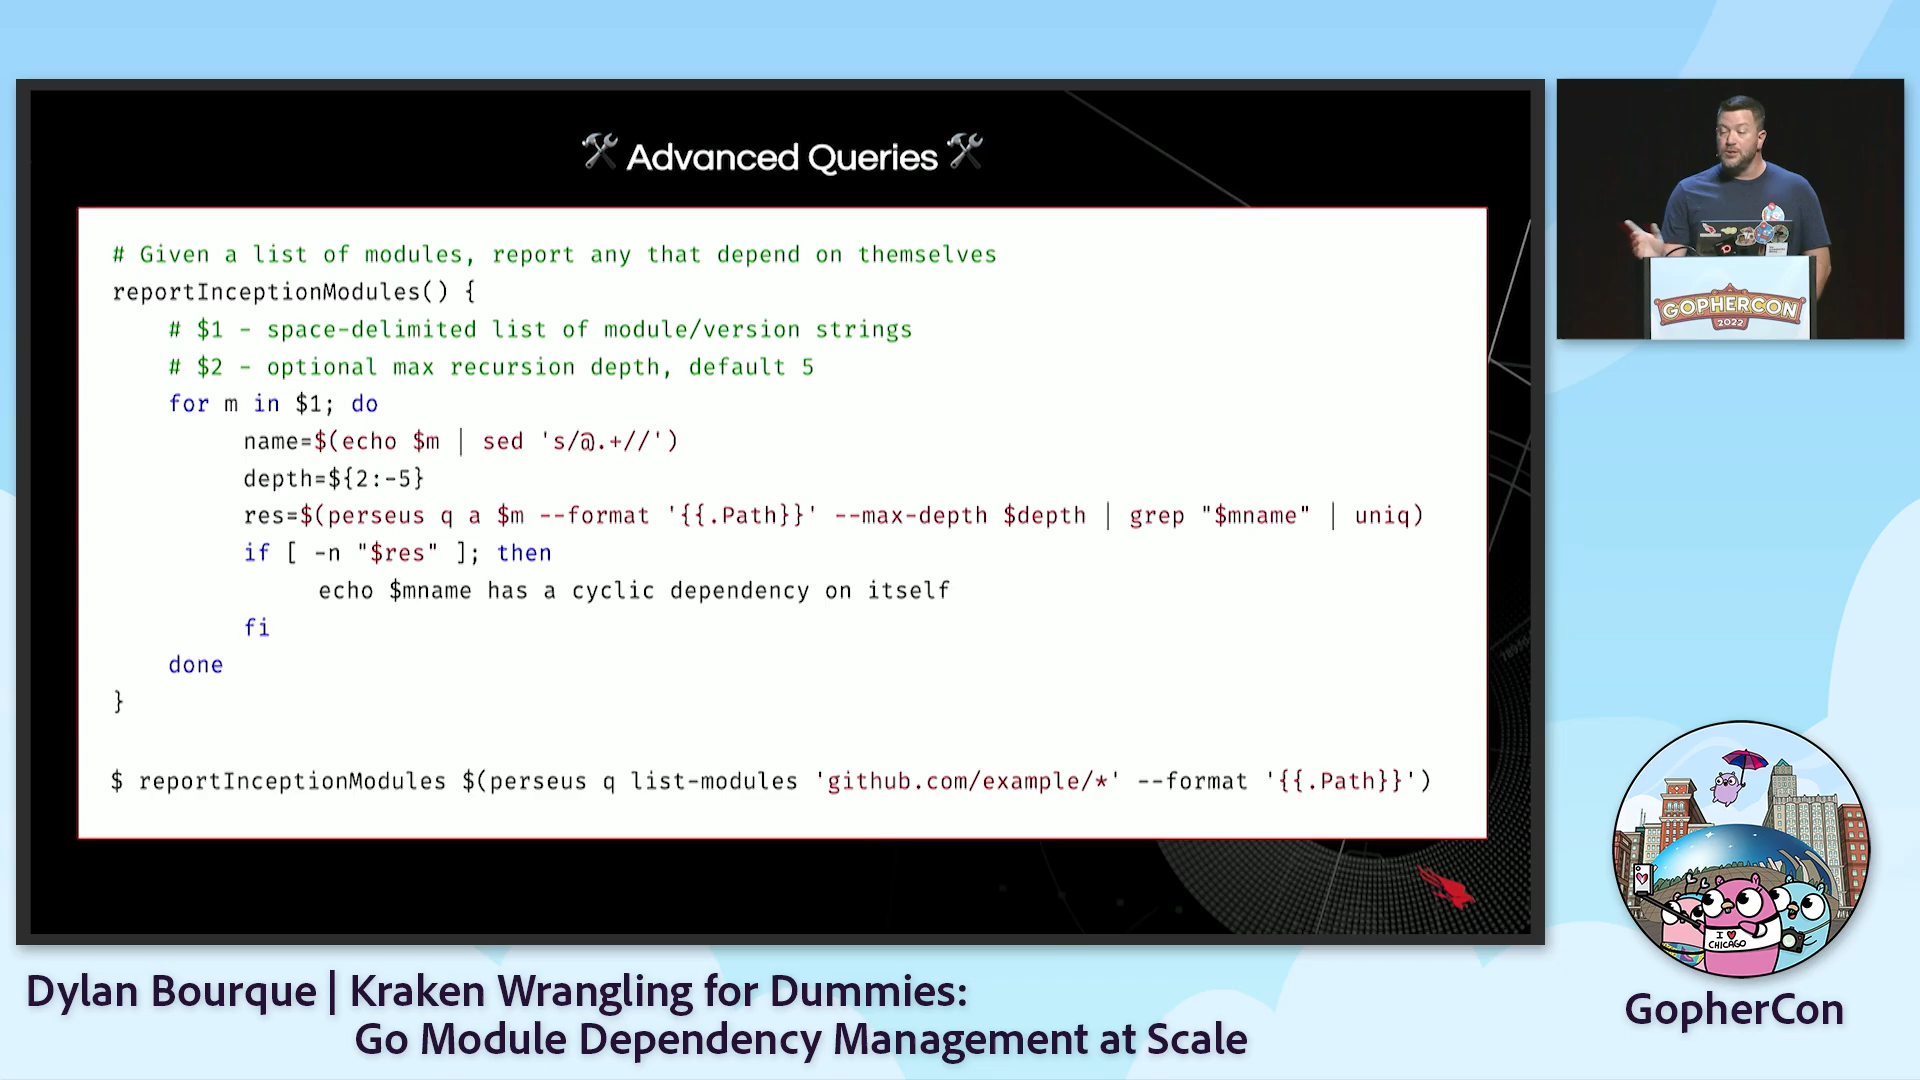 Advanced Queries
# Given a list of modules, report any that depend on themselves
reportInceptionModules() {
# $1 - space-delimited list of module/version strings
# $2 - optional max recursion depth, default 5
for m in $1; do
name=$(echo $m | sed 's/@.+//')
depth=${2:-5}
res=$(perseus q a $m --format '{{.Path}}' --max-depth $depth | grep "$mname" | uniq)
if [ -n "$res" ]; then
echo $mname has a cyclic dependency on itself
fi
done
}
$ reportInceptionModules $(perseus q list-modules 'github.com/example/*' --format '{{.Path}}')
GOPHERCON
2022
I ♥
CHICAGO
GopherCon
Dylan Bourque | Kraken Wrangling for Dummies:
Go Module Dependency Management at Scale